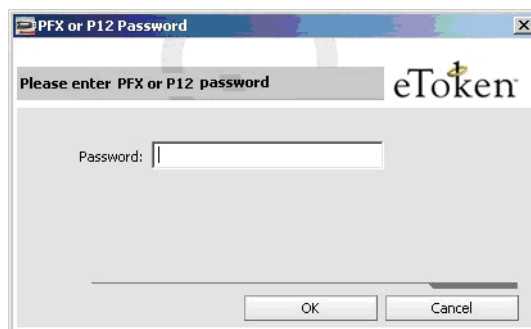 PFX or P12 Password
Please enter PFX or P12 password
eToken
Password:
OK
Cancel